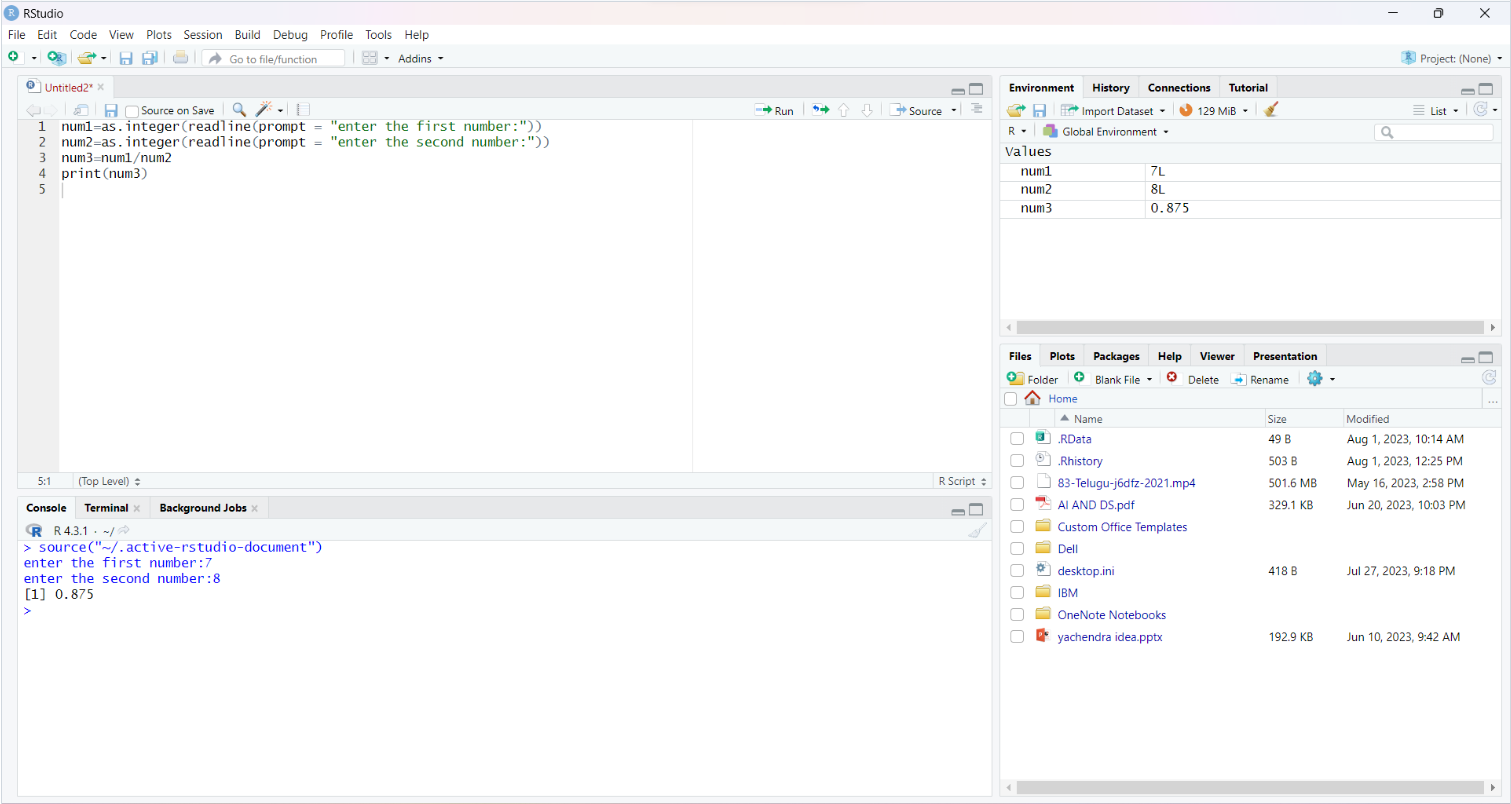 RStudio
File Edit Code View Plots Session Build Debug Profile Tools Help
Go to file/function Addins Project: (None)
Untitled2*
Source on Save Run Source
1 num1=as.integer(readline(prompt = "enter the first number:"))
2 num2=as.integer(readline(prompt = "enter the second number:"))
3 num3=num1/num2
4 print(num3)
5
5:1 (Top Level) R Script
Console Terminal Background Jobs
R 4.3.1 · ~/
> source("~/.active-rstudio-document")
enter the first number:7
enter the second number:8
[1] 0.875
>
Environment History Connections Tutorial
Import Dataset 129 MiB List
R Global Environment
Values
num1 7L
num2 8L
num3 0.875
Files Plots Packages Help Viewer Presentation
Folder Blank File Delete Rename
Home ...
Name Size Modified
.RData 49 B Aug 1, 2023, 10:14 AM
.Rhistory 503 B Aug 1, 2023, 12:25 PM
83-Telugu-j6dfz-2021.mp4 501.6 MB May 16, 2023, 2:58 PM
AI AND DS.pdf 329.1 KB Jun 20, 2023, 10:03 PM
Custom Office Templates
Dell
desktop.ini 418 B Jul 27, 2023, 9:18 PM
IBM
OneNote Notebooks
yachendra idea.pptx 192.9 KB Jun 10, 2023, 9:42 AM